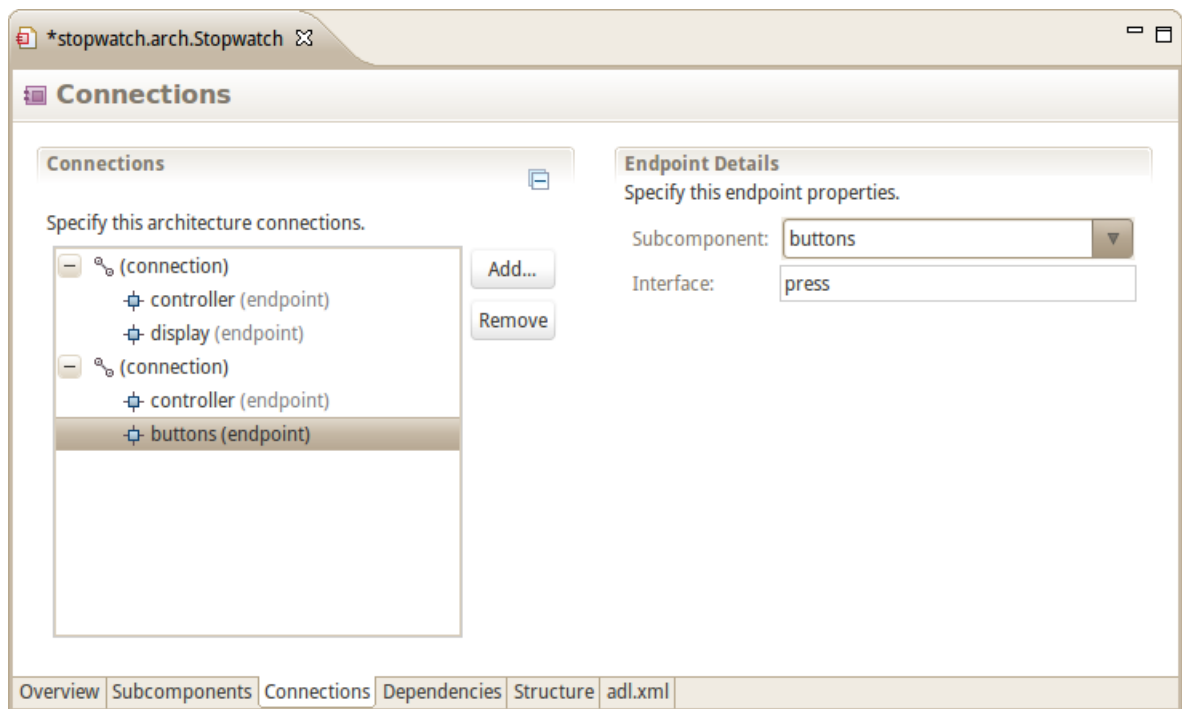 *stopwatch.arch.Stopwatch
Connections
Connections
Specify this architecture connections.
(connection)
controller (endpoint)
display (endpoint)
(connection)
controller (endpoint)
buttons (endpoint)
Add...
Remove
Endpoint Details
Specify this endpoint properties.
Subcomponent: buttons
Interface: press
Overview Subcomponents Connections Dependencies Structure adl.xml